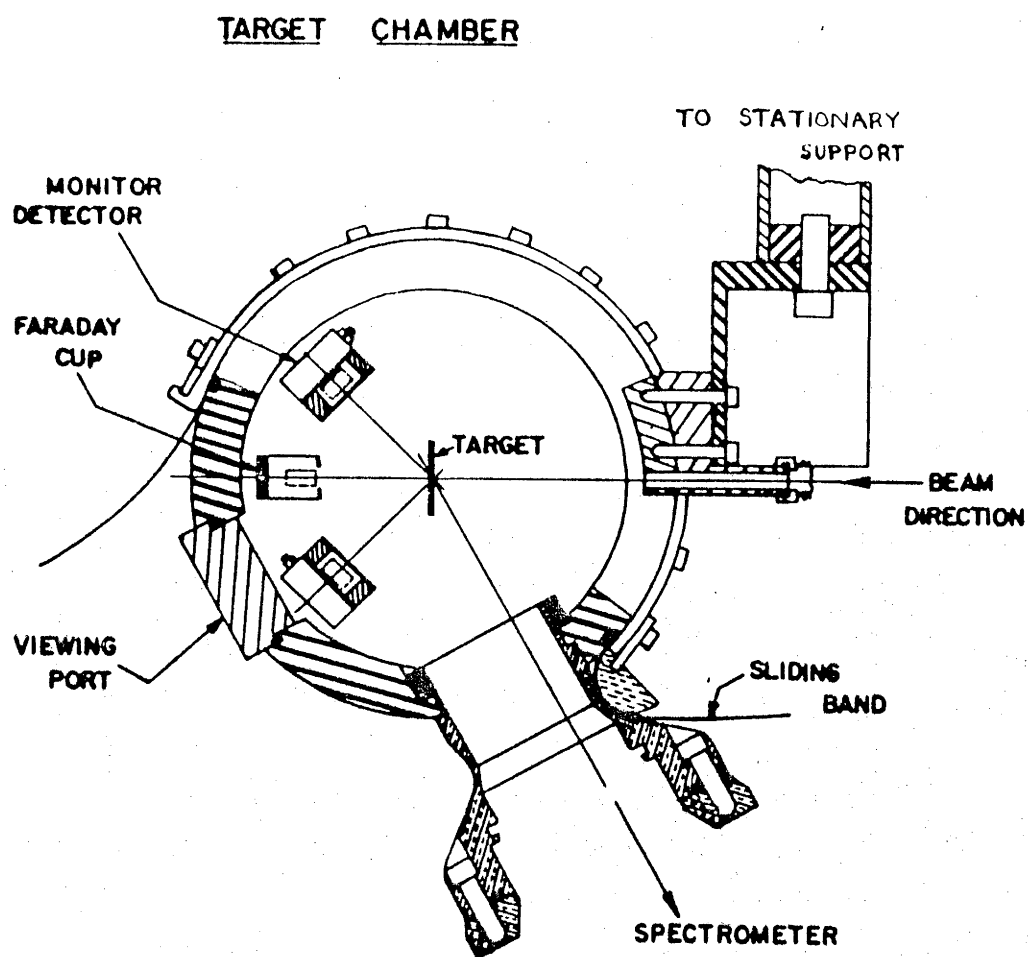 TARGET CHAMBER
TO STATIONARY
SUPPORT
MONITOR
DETECTOR
FARADAY
CUP
TARGET
BEAM
DIRECTION
VIEWING
PORT
SLIDING
BAND
SPECTROMETER